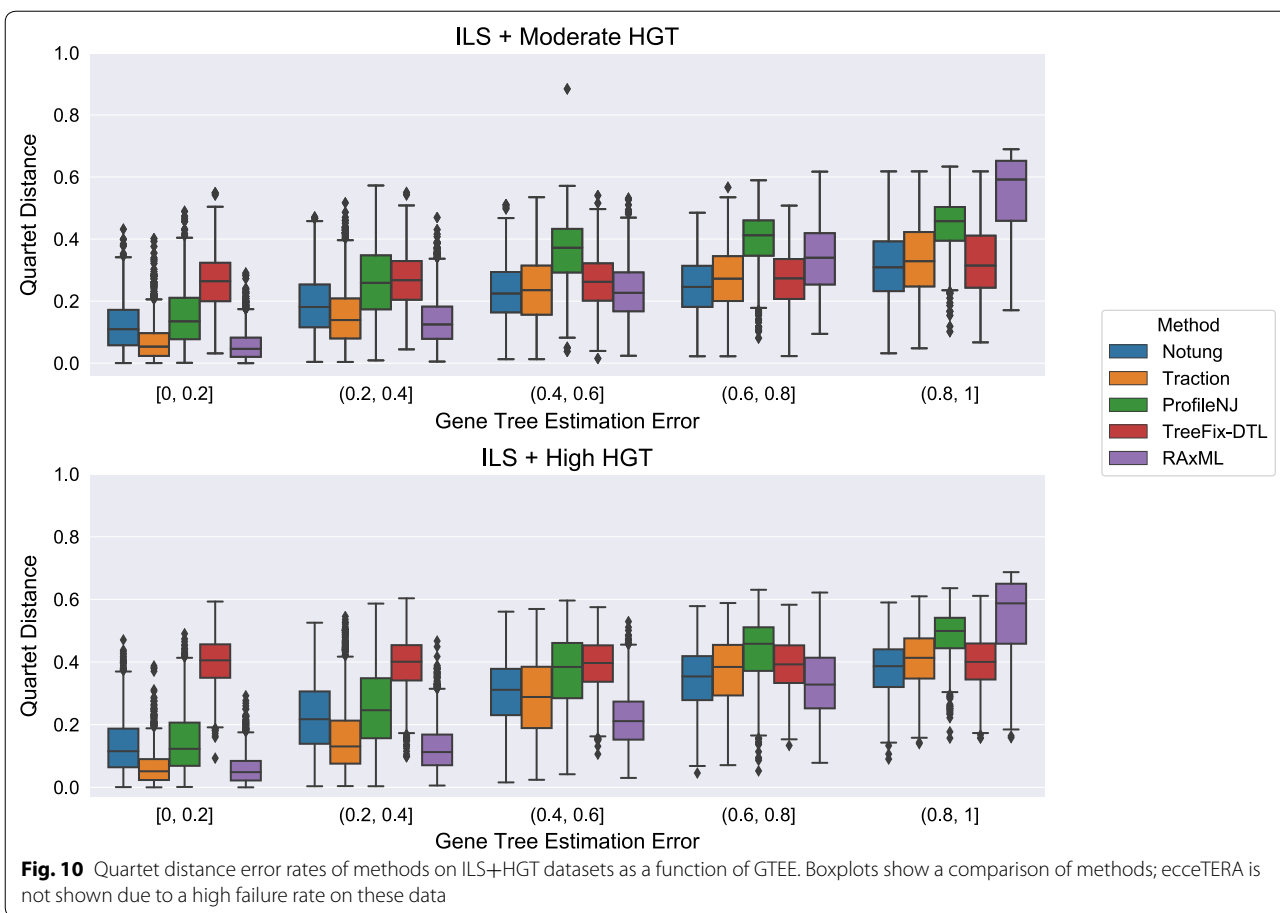 ILS + Moderate HGT
1.0
0.8
0.6
0.4
0.2
0.0
Quartet Distance
[0, 0.2]
(0.2, 0.4]
(0.4, 0.6]
(0.6, 0.8]
(0.8, 1]
Gene Tree Estimation Error
Method
Notung
Traction
ProfileNJ
TreeFix-DTL
RAxML
ILS + High HGT
1.0
0.8
0.6
0.4
0.2
0.0
Quartet Distance
[0, 0.2]
(0.2, 0.4]
(0.4, 0.6]
(0.6, 0.8]
(0.8, 1]
Gene Tree Estimation Error
Fig. 10 Quartet distance error rates of methods on ILS+HGT datasets as a function of GTEE. Boxplots show a comparison of methods; ecceTERA is
not shown due to a high failure rate on these data